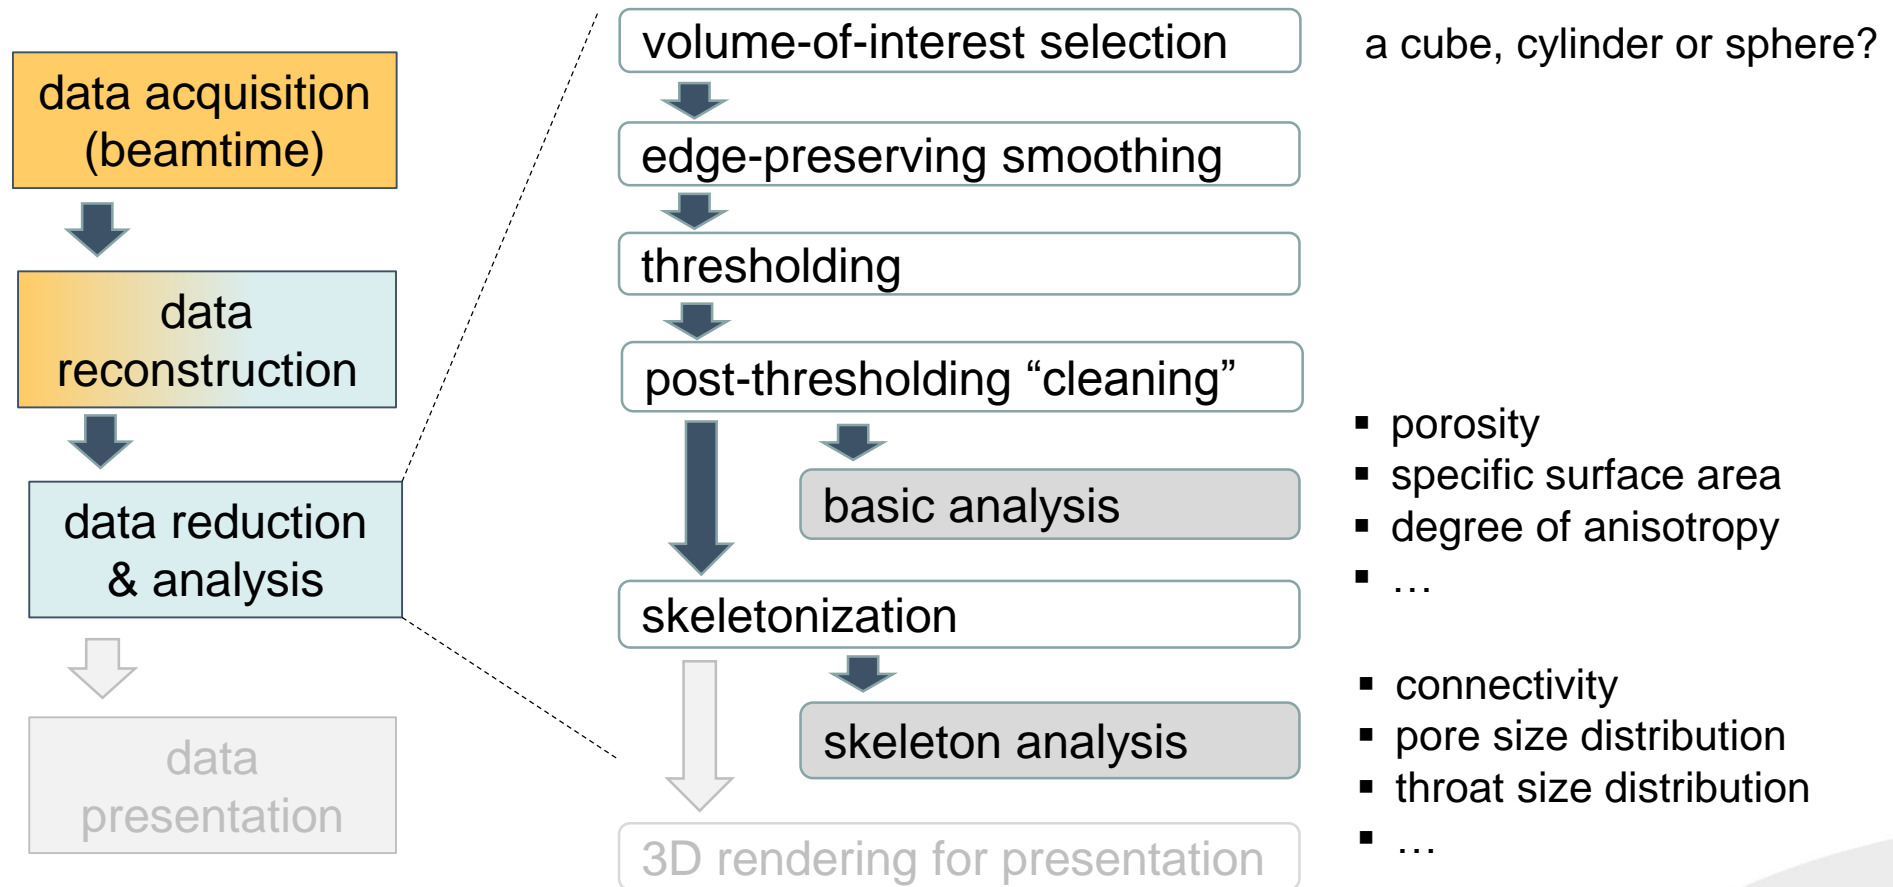 data acquisition
(beamtime)
data
reconstruction
data reduction
& analysis
data
presentation
volume-of-interest selection
a cube, cylinder or sphere?
edge-preserving smoothing
thresholding
post-thresholding “cleaning”
basic analysis
▪ porosity
▪ specific surface area
▪ degree of anisotropy
▪ …
skeletonization
skeleton analysis
▪ connectivity
▪ pore size distribution
▪ throat size distribution
▪ …
3D rendering for presentation